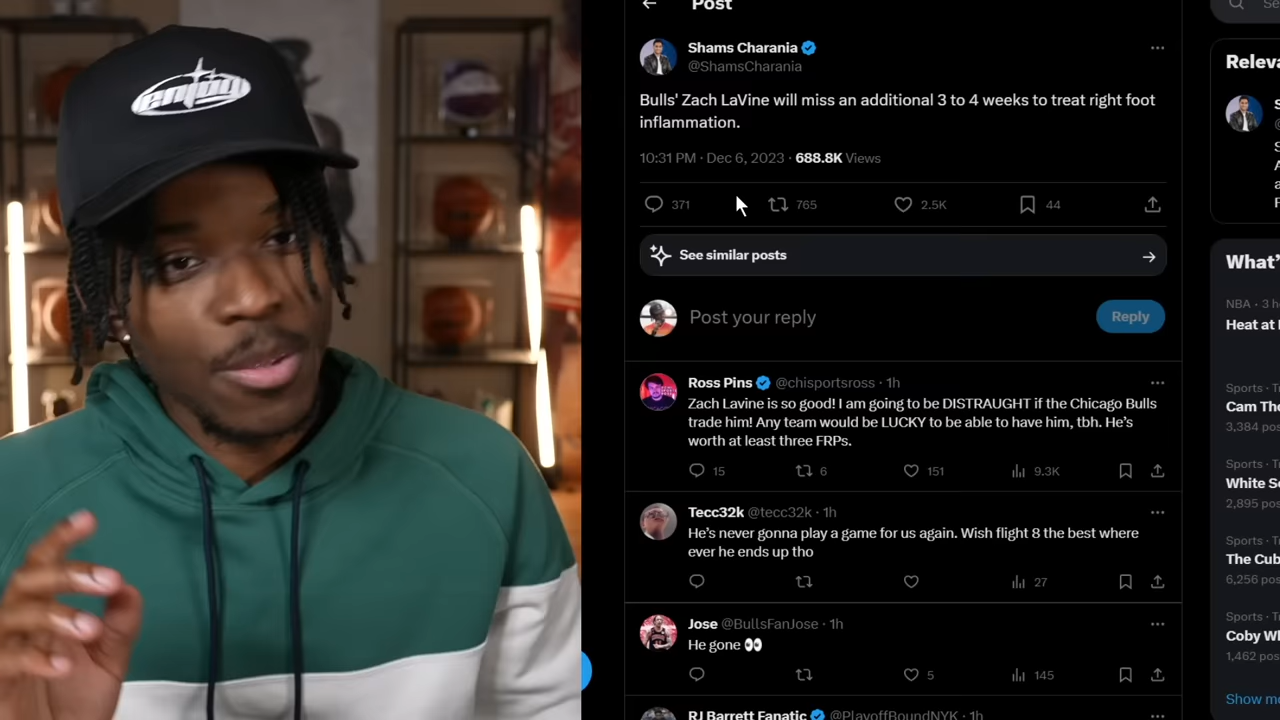 enjoy
Post
Shams Charania
@ShamsCharania
Bulls' Zach LaVine will miss an additional 3 to 4 weeks to treat right foot
inflammation.
10:31 PM · Dec 6, 2023 · 688.8K Views
371 765 2.5K 44
See similar posts
Post your reply
Reply
Ross Pins @chisportsross · 1h
Zach Lavine is so good! I am going to be DISTRAUGHT if the Chicago Bulls
trade him! Any team would be LUCKY to be able to have him, tbh. He's
worth at least three FRPs.
15 6 151 9.3K
Tecc32k @tecc32k · 1h
He's never gonna play a game for us again. Wish flight 8 the best where
ever he ends up tho
27
Jose @BullsFanJose · 1h
He gone 👀
5 145
RJ Barrett Fanatic @PlayoffBoundNYK · 1h
Se
Releva
What'
NBA · 3 h
Heat at
Sports · T
Cam Tho
3,384 pos
Sports · T
White So
2,895 pos
Sports · T
The Cub
6,256 pos
Sports · T
Coby Wh
1,462 pos
Show mo